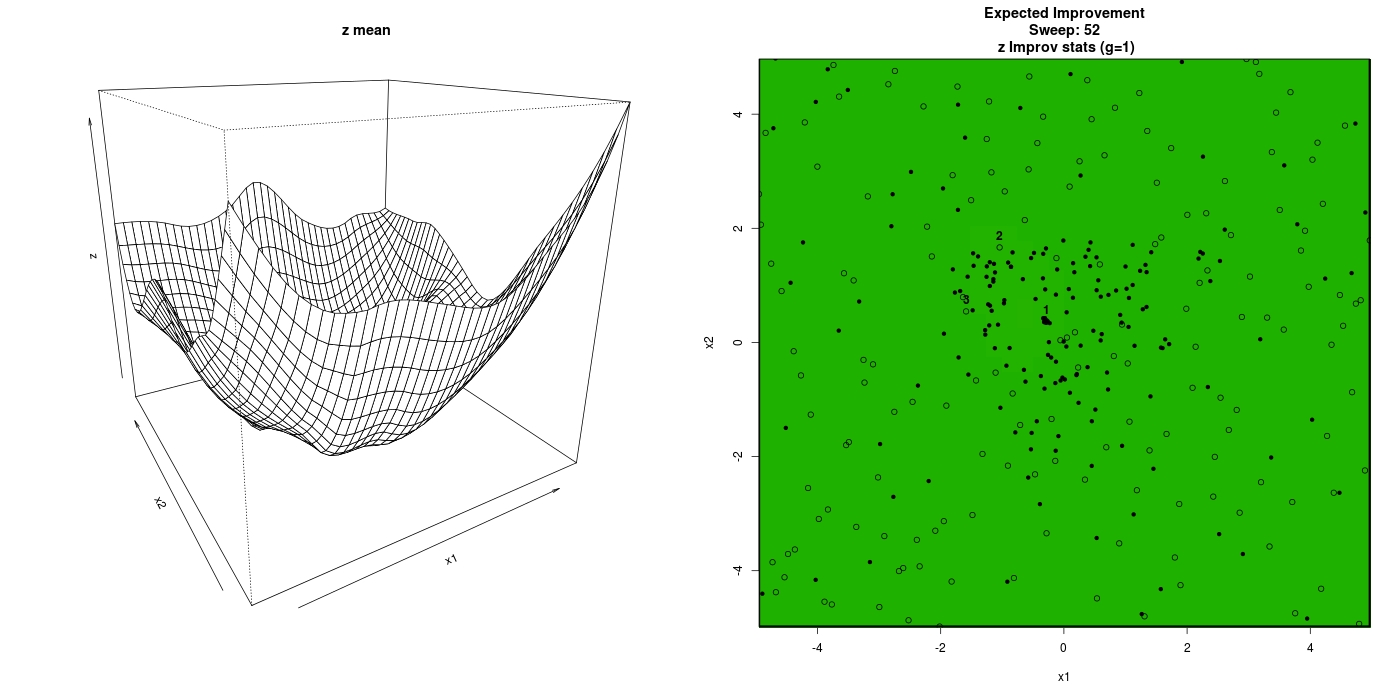 z mean
z
x2
x1
Expected Improvement
Sweep: 52
z Improv stats (g=1)
x2
4
2
0
-2
-4
2
3
1
-4
-2
0
2
4
x1